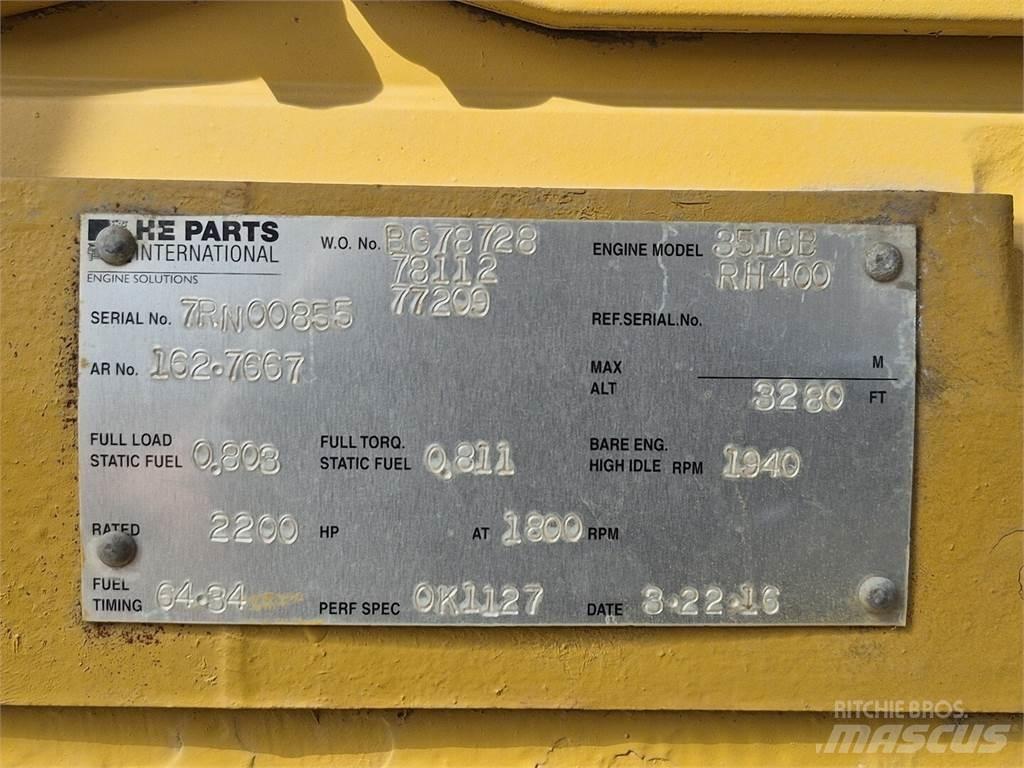 H-E PARTS
INTERNATIONAL
ENGINE SOLUTIONS
W.O. No. BG78728
78112
77209
ENGINE MODEL 3516B
RH400
SERIAL No. 7RN00855
REF.SERIAL.No.
AR No. 162-7667
MAX ALT M
3280 FT
FULL LOAD STATIC FUEL 0,803
FULL TORQ. STATIC FUEL 0,811
BARE ENG. HIGH IDLE RPM 1940
RATED 2200 HP AT 1800 RPM
FUEL TIMING 64.34
PERF SPEC 0K1127
DATE 3-22-16
RITCHIE BROS.
MASCUS